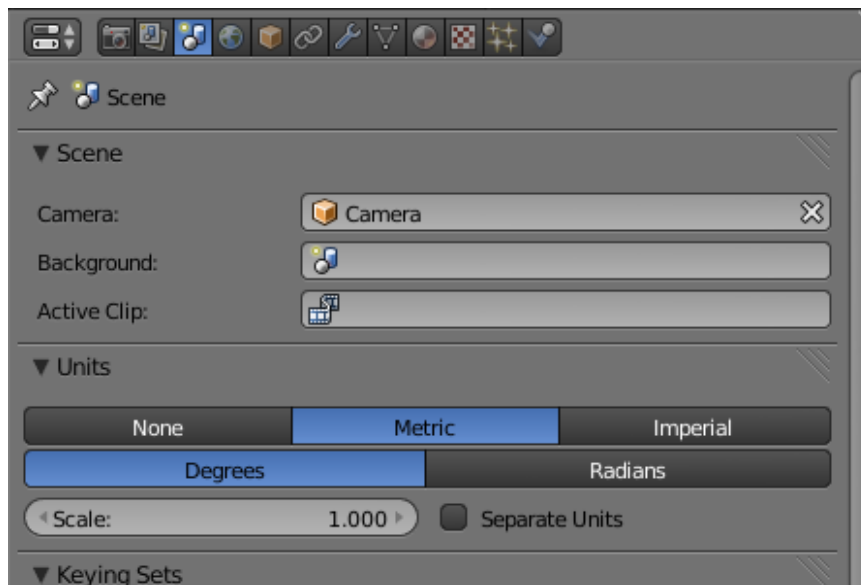 Scene
Scene
Camera: Camera
Background:
Active Clip:
Units
None Metric Imperial
Degrees Radians
Scale: 1.000 Separate Units
Keying Sets